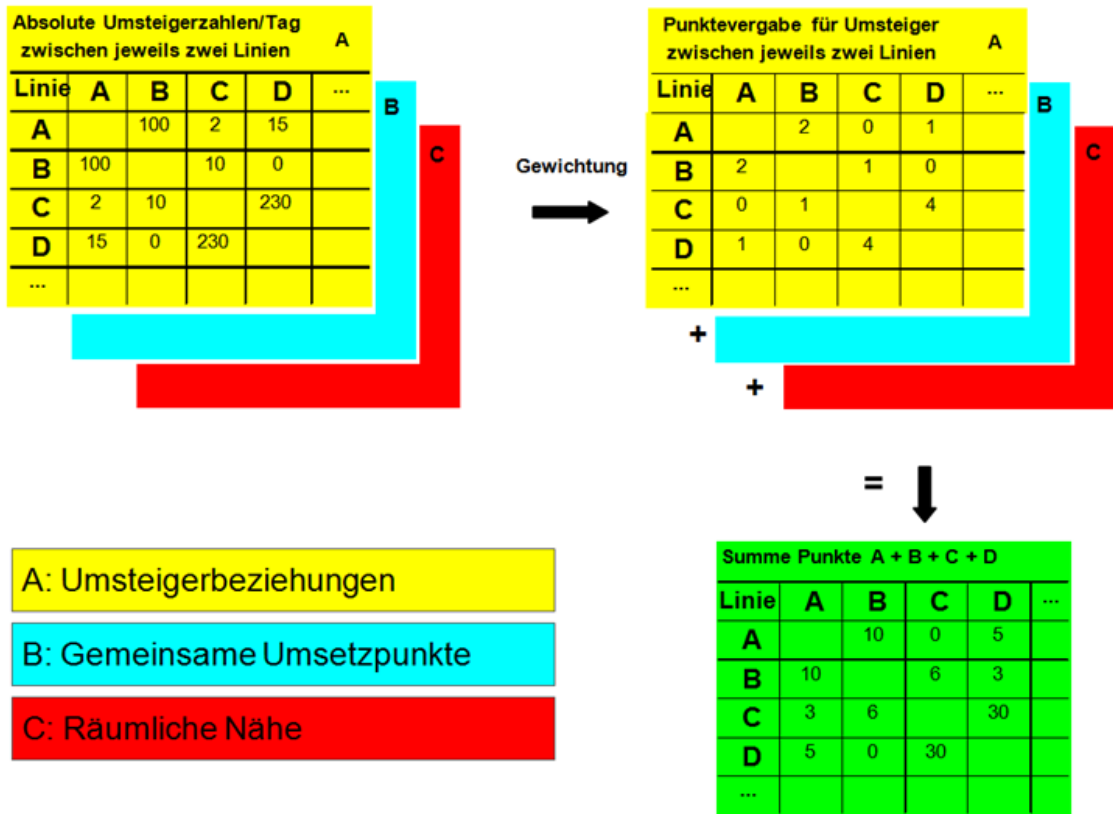 Absolute Umsteigerzahlen/Tag
zwischen jeweils zwei Linien A
Linie A B C D ...
A 100 2 15
B 100 10 0
C 2 10 230
D 15 0 230
...
B
C
Gewichtung
Punktevergabe für Umsteiger
zwischen jeweils zwei Linien A
Linie A B C D ...
A 2 0 1
B 2 1 0
C 0 1 4
D 1 0 4
...
B
C
+
+
=
A: Umsteigerbeziehungen
B: Gemeinsame Umsetzpunkte
C: Räumliche Nähe
Summe Punkte A + B + C + D
Linie A B C D ...
A 10 0 5
B 10 6 3
C 3 6 30
D 5 0 30
...